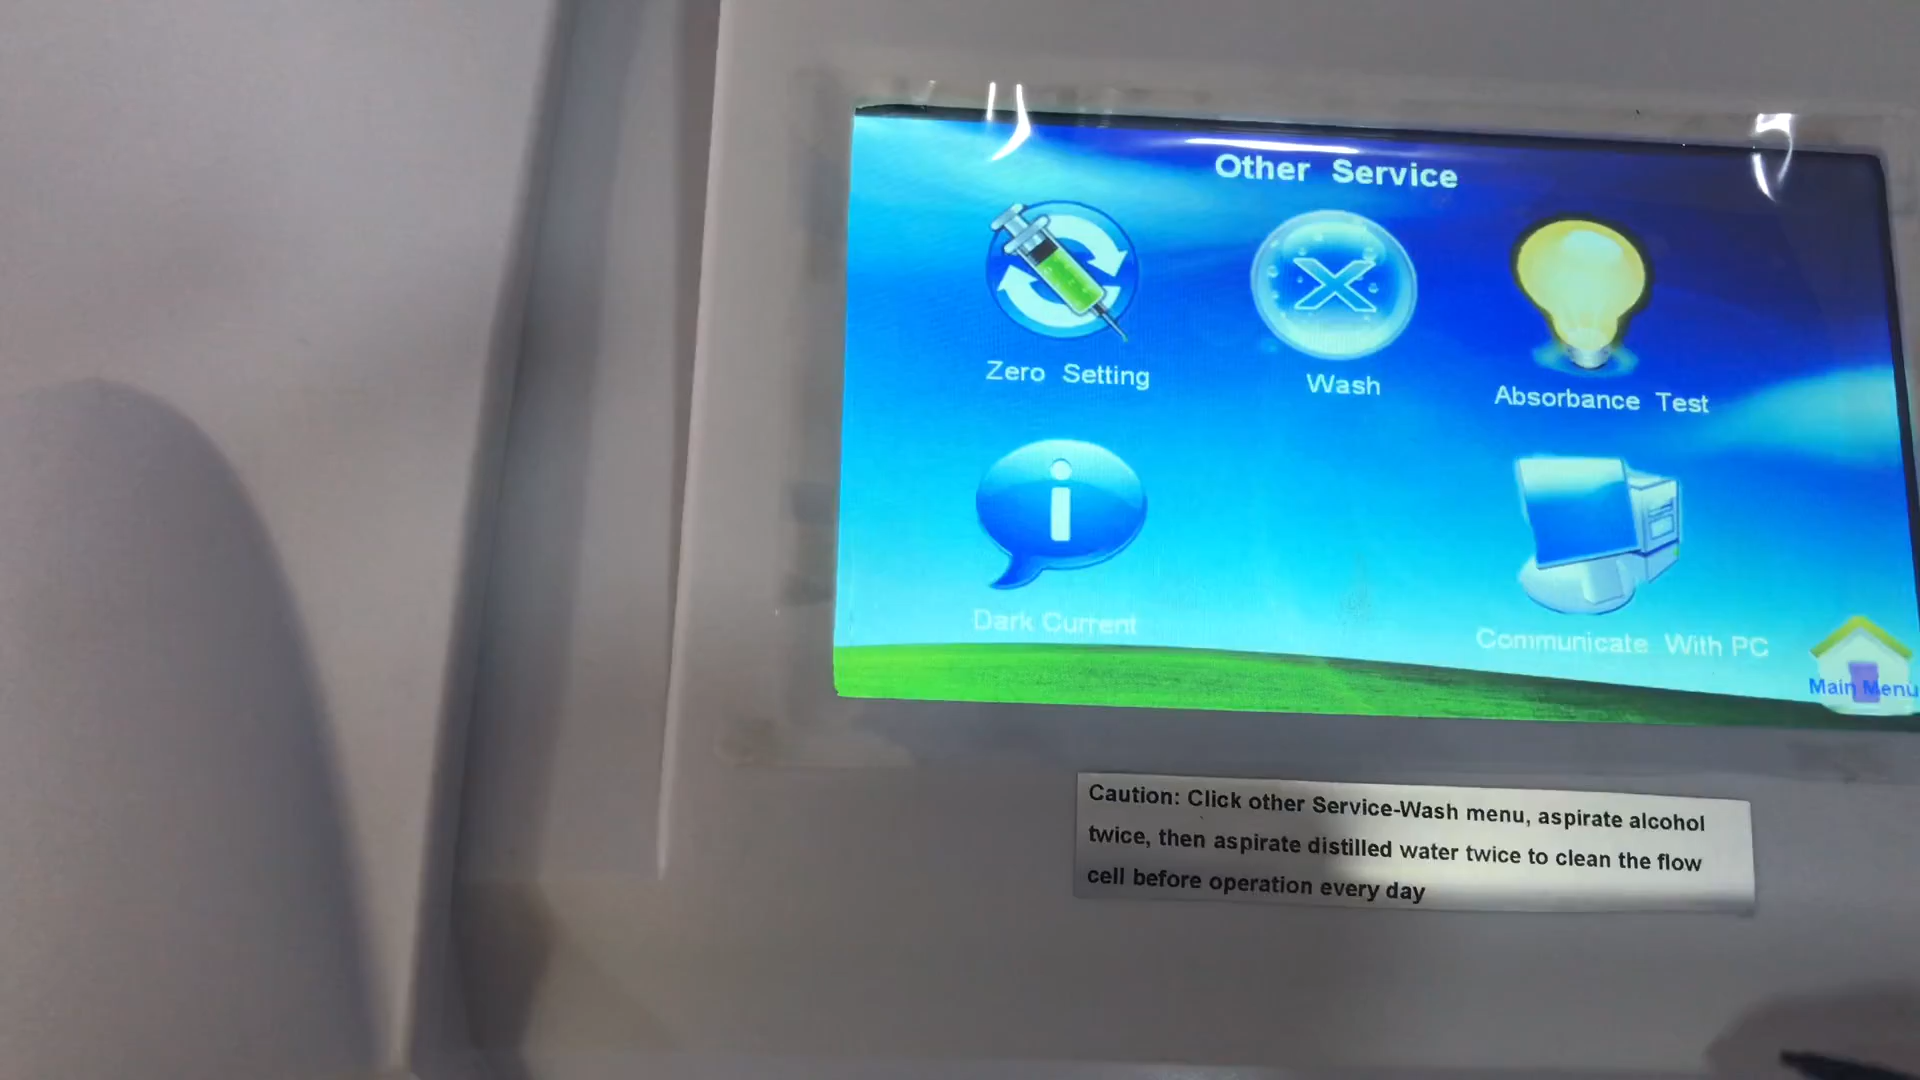 Other Service
Zero Setting
Wash
Absorbance Test
Dark Current
Communicate With PC
Main Menu
Caution: Click other Service-Wash menu, aspirate alcohol
twice, then aspirate distilled water twice to clean the flow
cell before operation every day